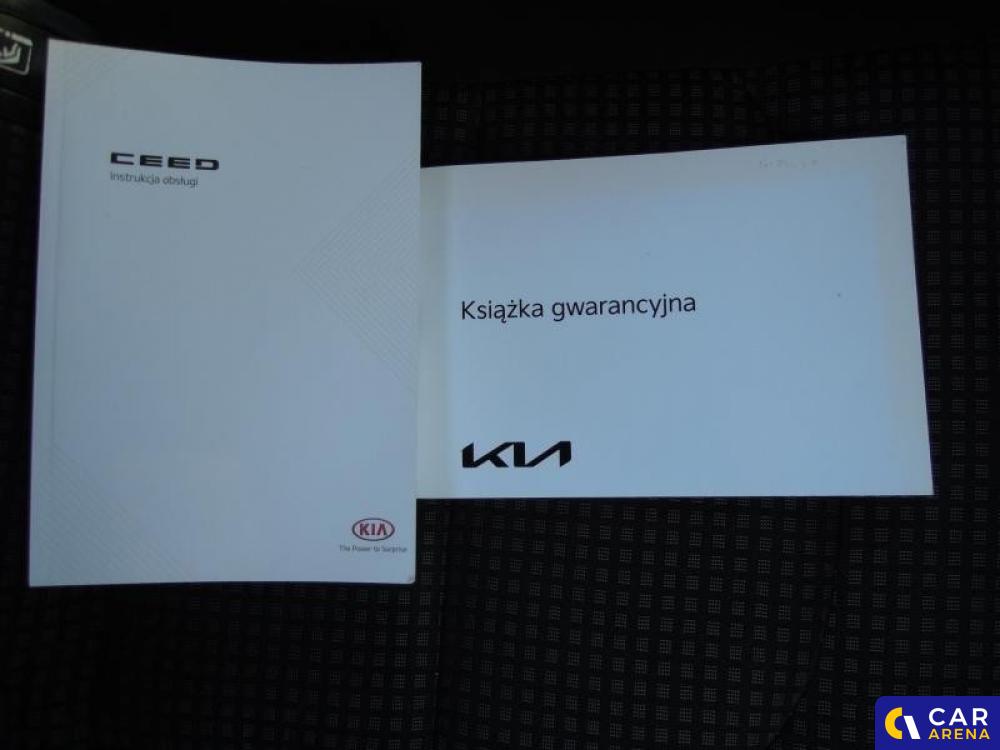 CEED
Instrukcja obsługi
KIA
The Power to Surprise
Książka gwarancyjna
KIA
CAR
ARENA